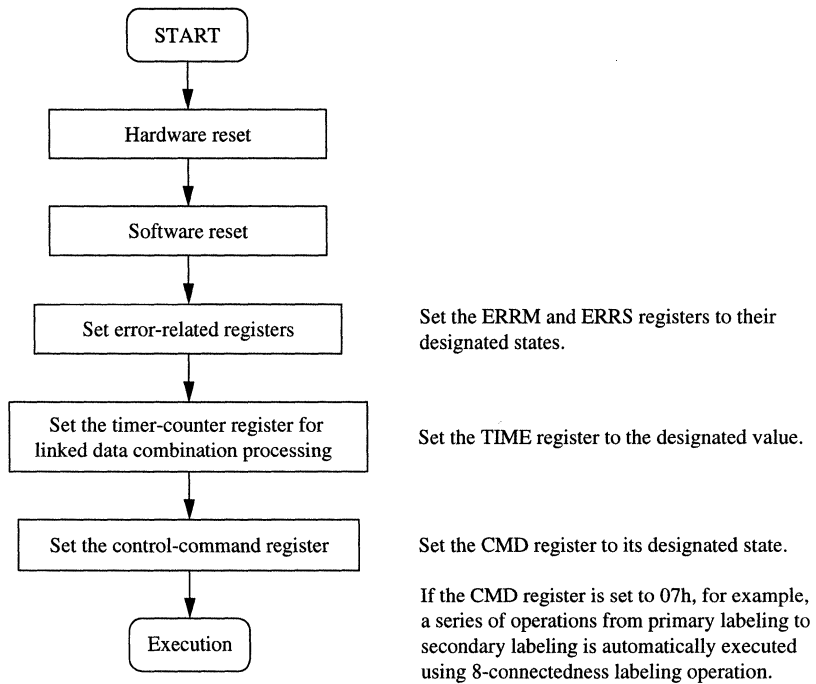 START
Hardware reset
Software reset
Set error-related registers
Set the ERRM and ERRS registers to their
designated states.
Set the timer-counter register for
linked data combination processing
Set the TIME register to the designated value.
Set the control-command register
Set the CMD register to its designated state.
If the CMD register is set to 07h, for example,
a series of operations from primary labeling to
secondary labeling is automatically executed
using 8-connectedness labeling operation.
Execution